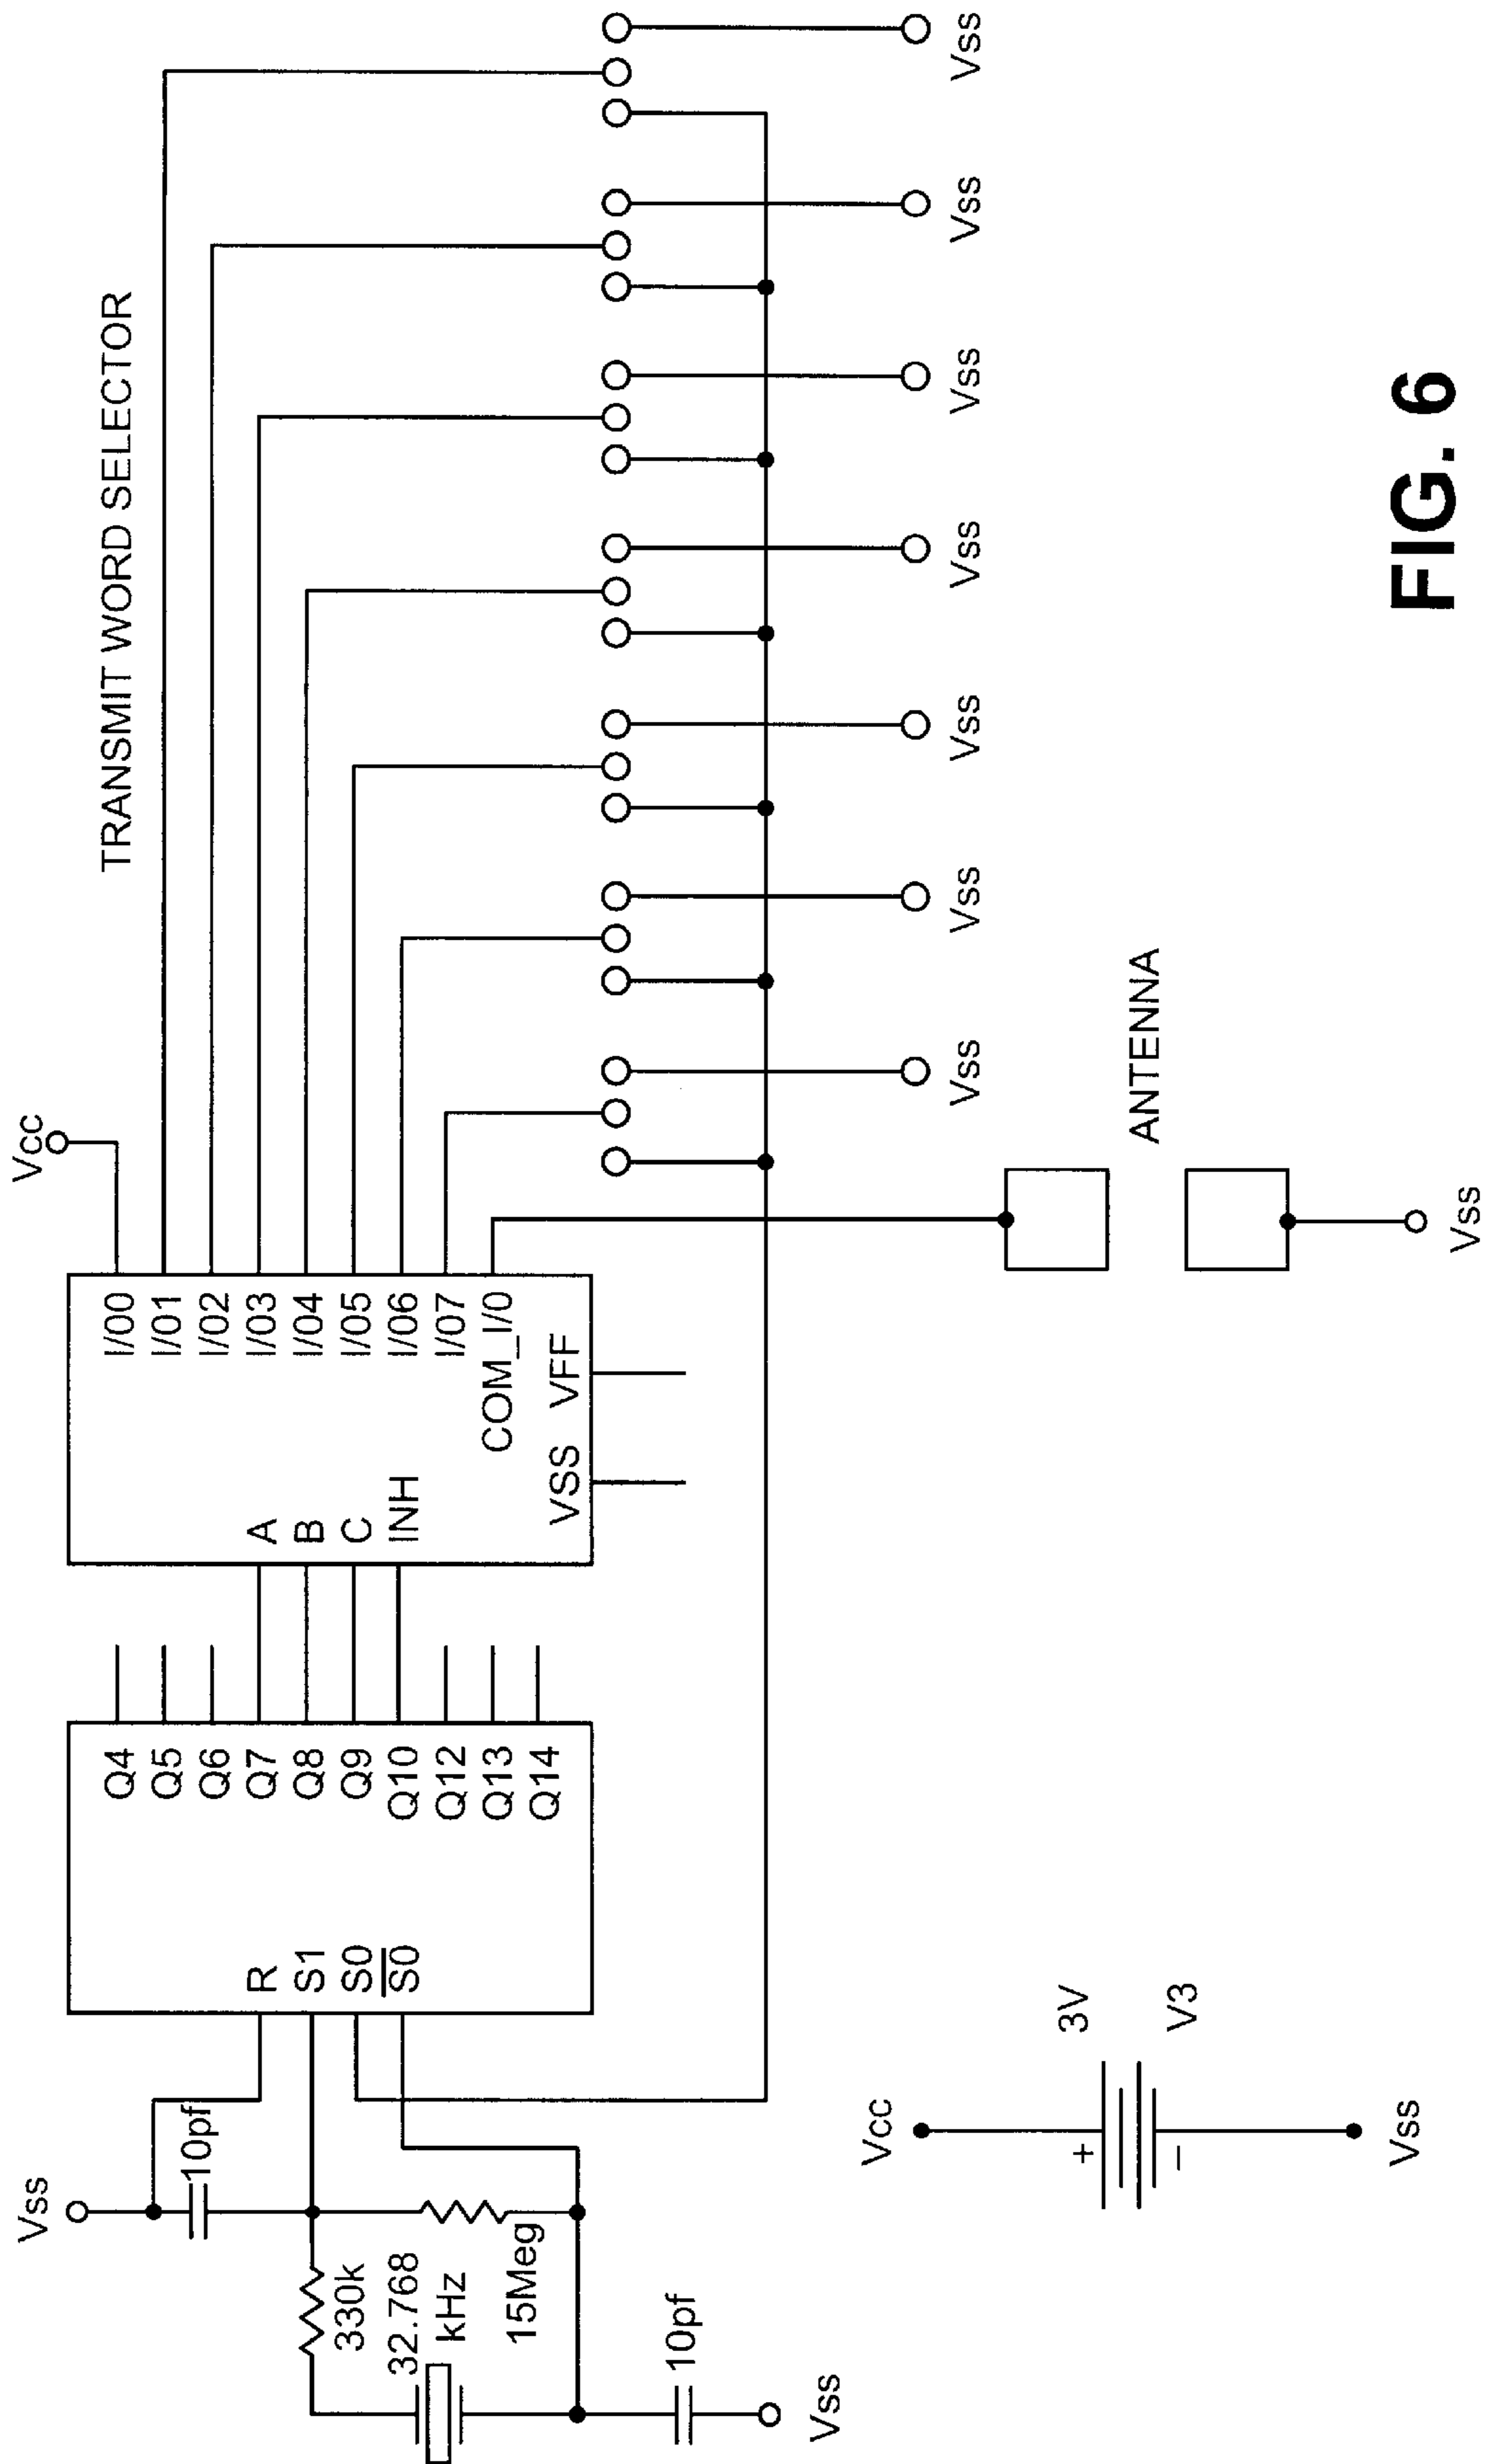 TRANSMIT WORD SELECTOR
Vss
10pf
330k
32.768
kHz
15Meg
10pf
Vss
R
S1
S0
S0
Q4
Q5
Q6
Q7
Q8
Q9
Q10
Q12
Q13
Q14
A
B
C
INH
VSS
VFF
Vcc
I/00
I/01
I/02
I/03
I/04
I/05
I/06
I/07
COM_I/0
Vss
Vss
Vss
Vss
Vss
Vss
Vss
ANTENNA
Vss
Vcc
+
3V
V3
–
Vss
FIG. 6